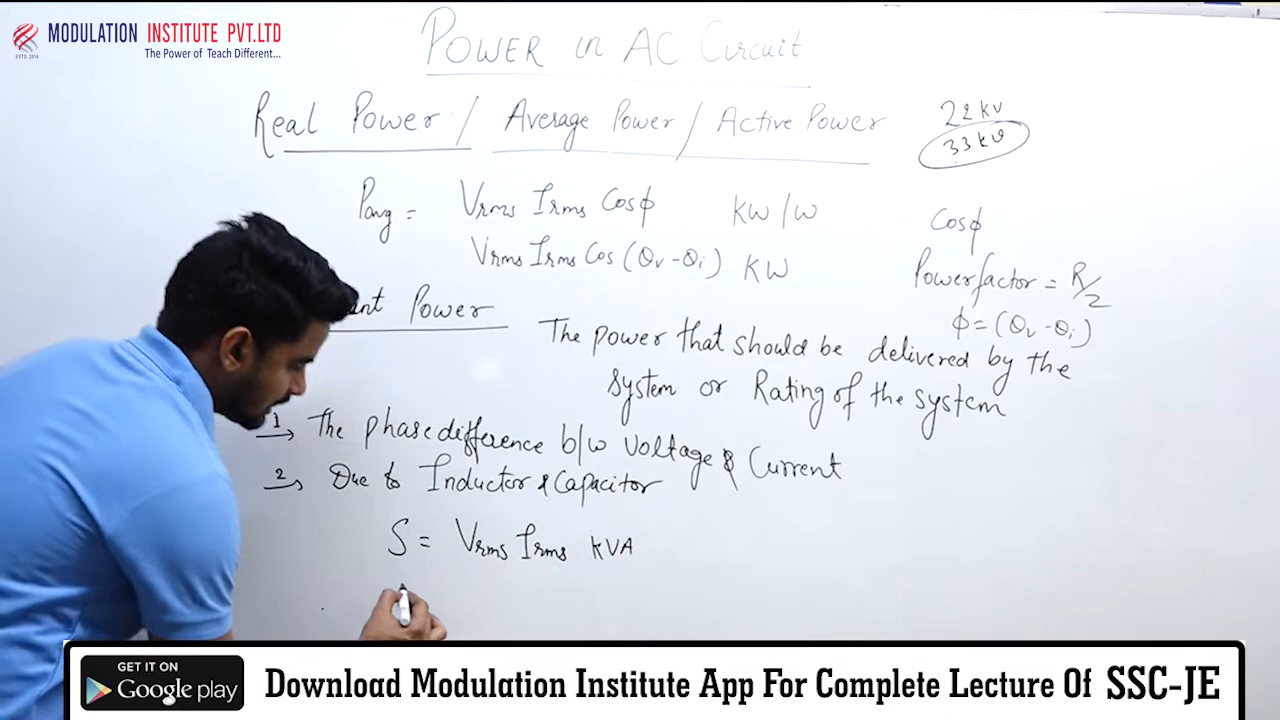 MODULATION INSTITUTE PVT.LTD
The Power of Teach Different...
ESTD. 2014
POWER in AC Circuit
Real Power / Average Power / Active Power
22 kv
33 kv
Pavg = Vrms Irms Cosϕ KW/W
Vrms Irms Cos (θv-θi) KW
Cosϕ
Powerfactor = R/Z
ϕ = (θv-θi)
Power
The power that should be delivered by the
system or Rating of the system
1 → The phase difference b/w voltage & Current
2 → Due to Inductor & Capacitor
S = Vrms Irms KVA
GET IT ON
Google play
Download Modulation Institute App For Complete Lecture Of SSC-JE